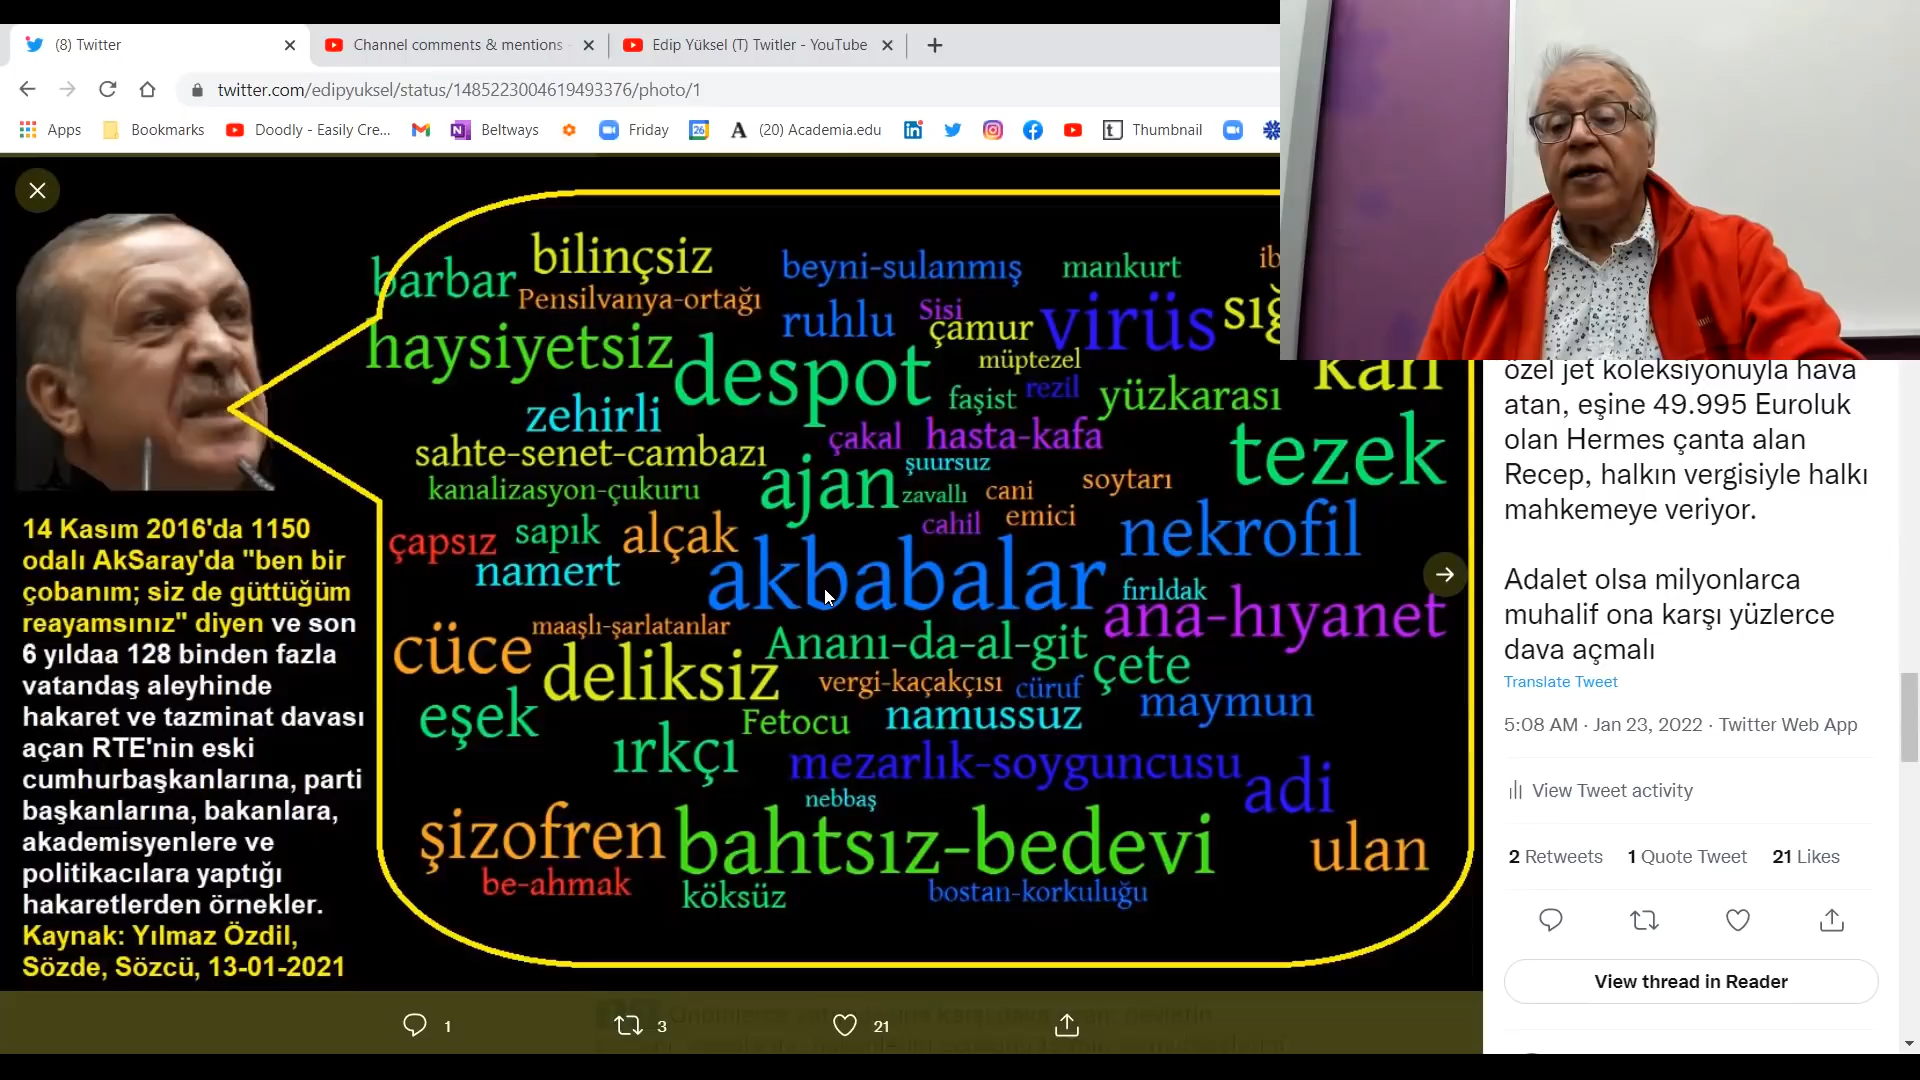 (8) Twitter
Channel comments & mentions
Edip Yüksel (T) Twitler - YouTube
twitter.com/edipyuksel/status/1485223004619493376/photo/1
Apps
Bookmarks
Doodly - Easily Cre...
Beltways
Friday
(20) Academia.edu
Thumbnail
barbar
bilinçsiz
beyni-sulanmış
mankurt
Pensilvanya-ortağı
ruhlu
Sisi
çamur
virüs
haysiyetsiz
despot
müptezel
kan
zehirli
faşist
rezil
yüzkarası
çakal
hasta-kafa
tezek
sahte-senet-cambazı
ajan
şuursuz
soytarı
kanalizasyon-çukuru
zavallı
cani
çapsız
sapık
alçak
cahil
emici
nekrofil
namert
akbabalar
fırıldak
ana-hıyanet
cüce
maaşlı-şarlatanlar
Ananı-da-al-git
çete
deliksiz
vergi-kaçakçısı
cüruf
maymun
eşek
Fetocu
namussuz
ırkçı
mezarlık-soyguncusu
adi
nebbaş
şizofren
bahtsız-bedevi
ulan
be-ahmak
köksüz
bostan-korkuluğu
14 Kasım 2016'da 1150
odalı AkSaray'da "ben bir
çobanım; siz de güttüğüm
reayamsınız" diyen ve son
6 yıldaa 128 binden fazla
vatandaş aleyhinde
hakaret ve tazminat davası
açan RTE'nin eski
cumhurbaşkanlarına, parti
başkanlarına, bakanlara,
akademisyenlere ve
politikacılara yaptığı
hakaretlerden örnekler.
Kaynak: Yılmaz Özdil,
Sözde, Sözcü, 13-01-2021
1
3
21
özel jet koleksiyonuyla hava
atan, eşine 49.995 Euroluk
olan Hermes çanta alan
Recep, halkın vergisiyle halkı
mahkemeye veriyor.
Adalet olsa milyonlarca
muhalif ona karşı yüzlerce
dava açmalı
Translate Tweet
5:08 AM · Jan 23, 2022 · Twitter Web App
View Tweet activity
2 Retweets 1 Quote Tweet 21 Likes
View thread in Reader